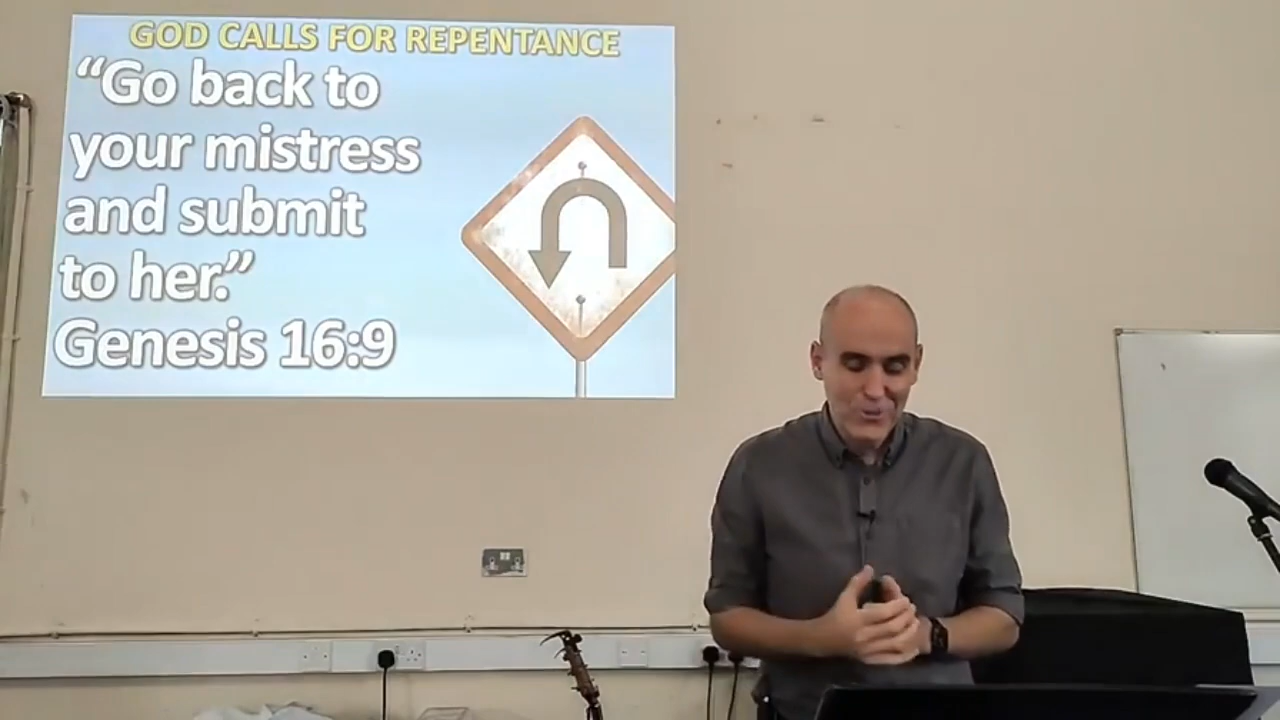 GOD CALLS FOR REPENTANCE
“Go back to
your mistress
and submit
to her.”
Genesis 16:9